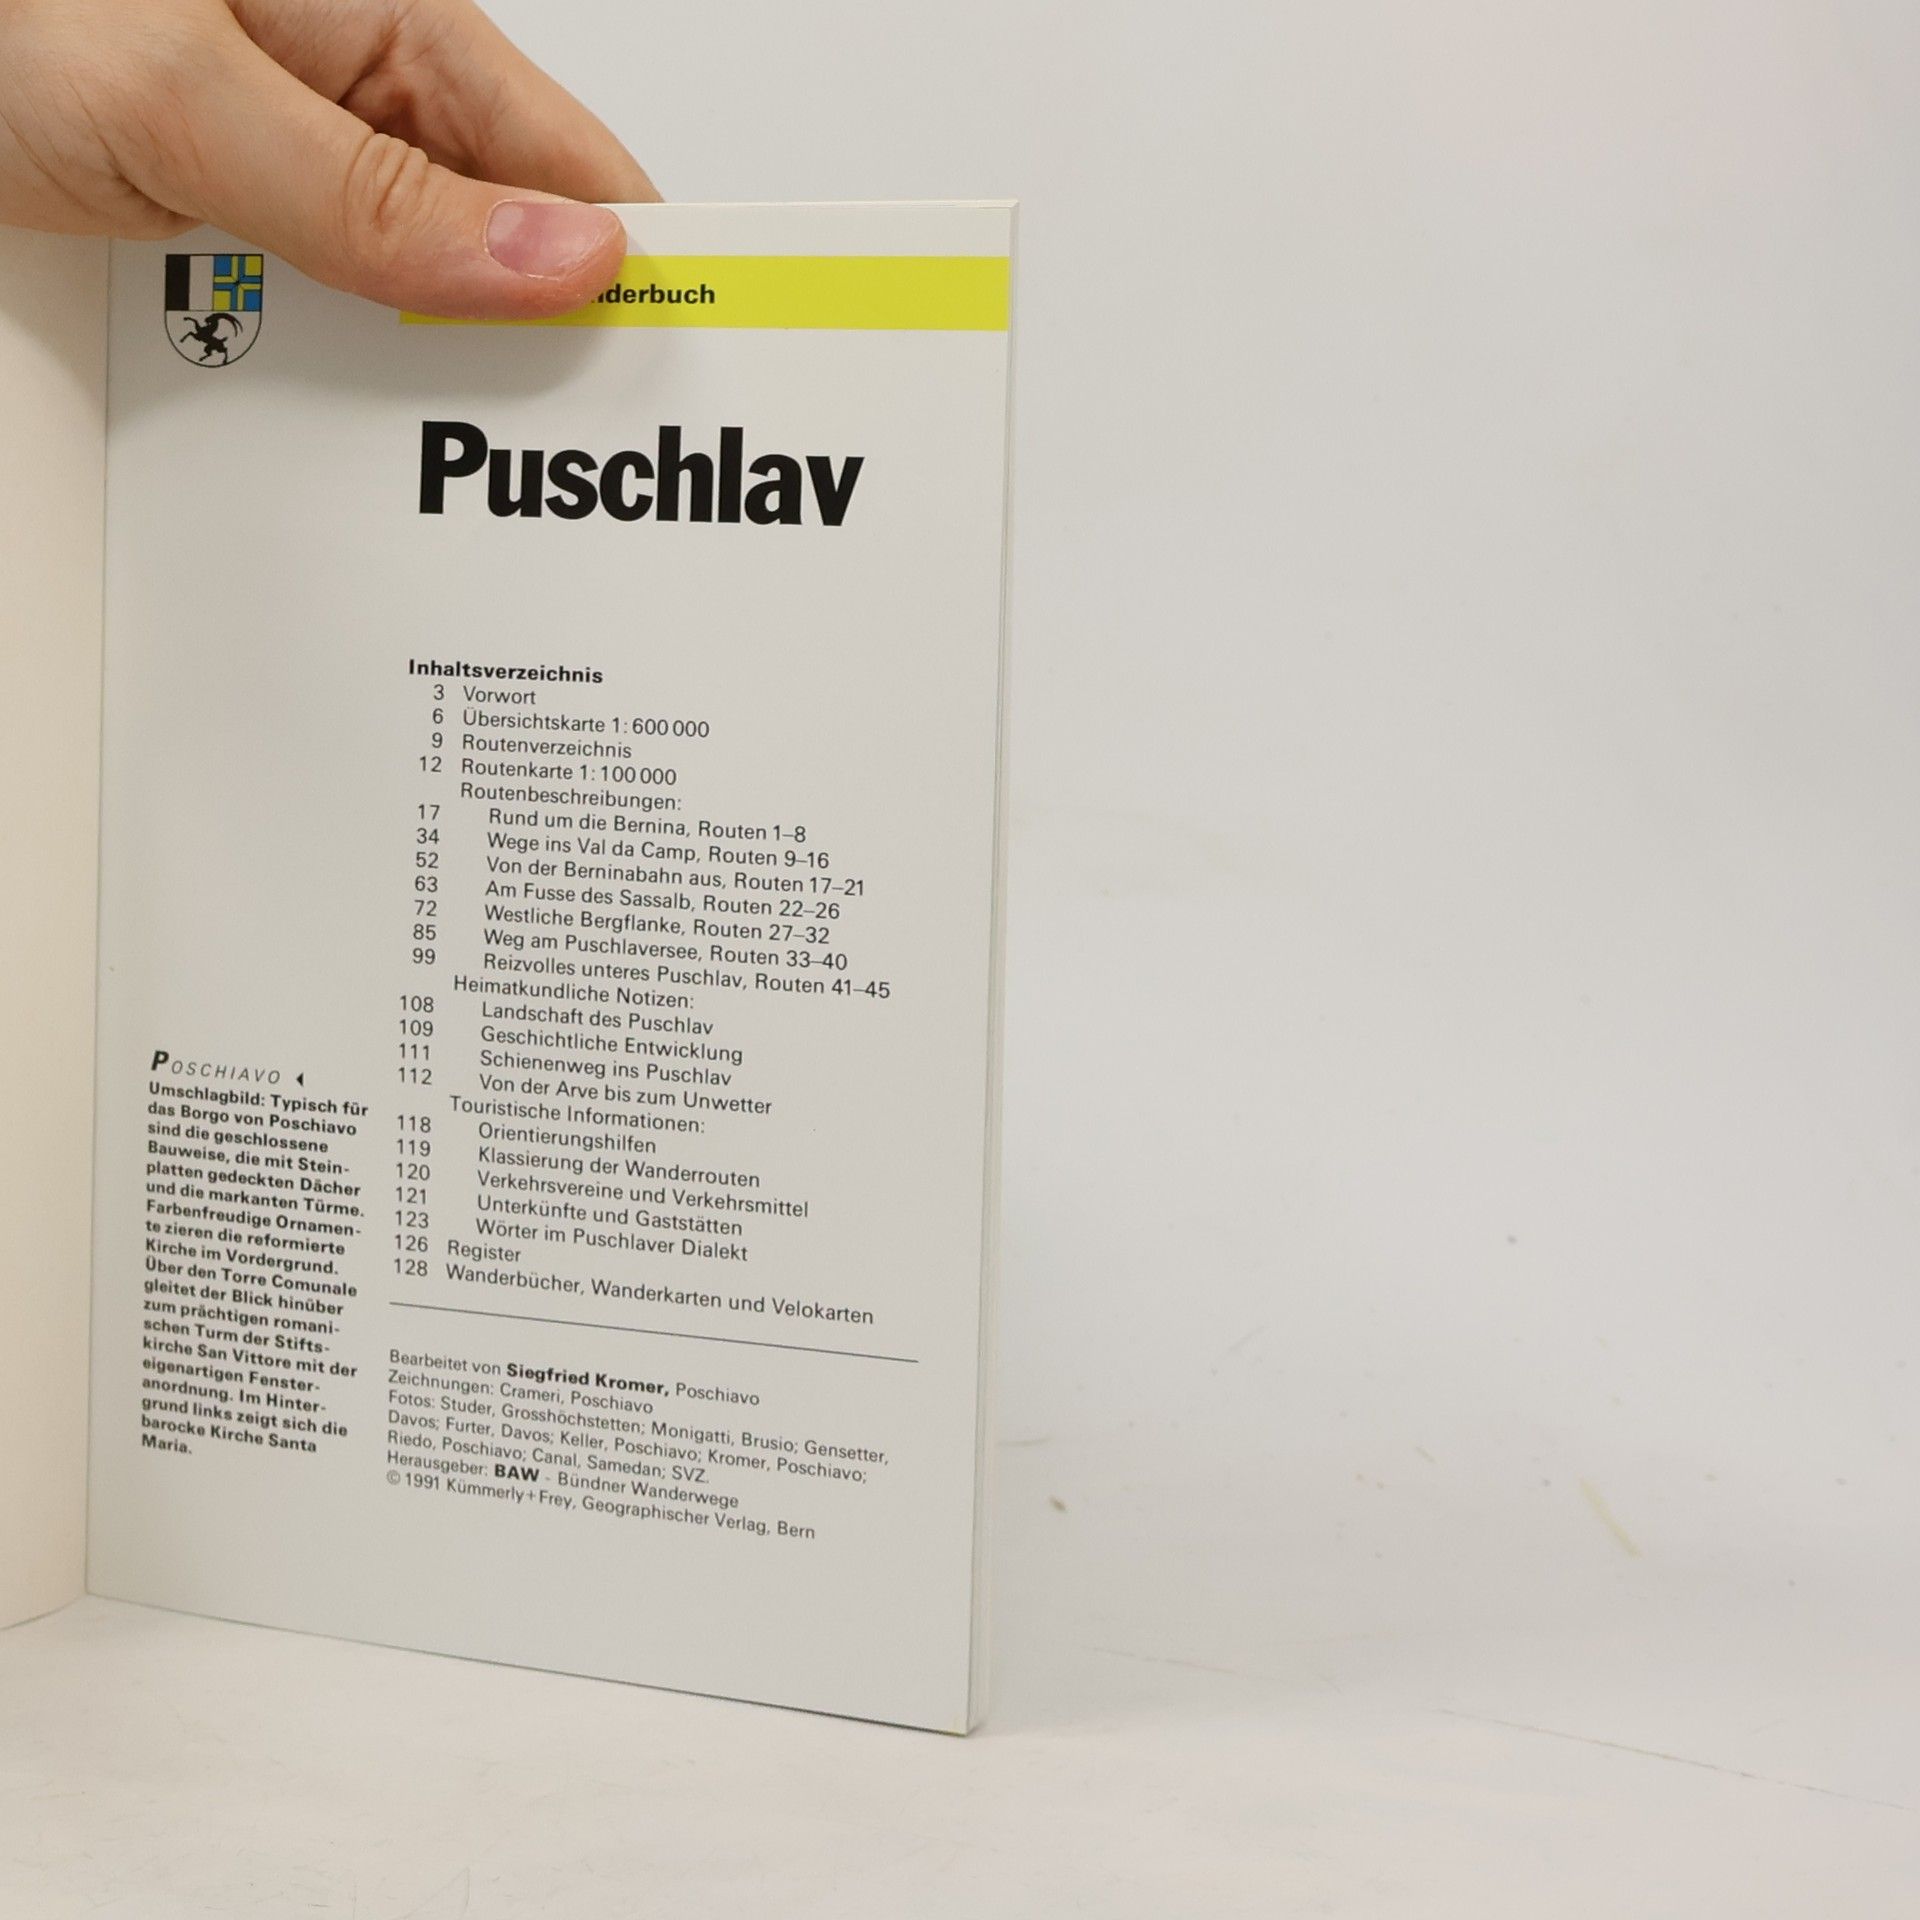 Puschlav
Inhaltsverzeichnis
3 Vorwort
6 Übersichtskarte 1:600 000
9 Routenverzeichnis
12 Routenkarte 1:100 000
Routenbeschreibungen:
17 Rund um die Bernina, Routen 1–8
34 Wege ins Val da Camp, Routen 9–16
52 Von der Berninabahn aus, Routen 17–21
63 Am Fusse des Sassalb, Routen 22–26
72 Westliche Bergflanke, Routen 27–32
85 Weg am Puschlaversee, Routen 33–40
99 Reizvolles unteres Puschlav, Routen 41–45
Heimatkundliche Notizen:
108 Landschaft des Puschlav
109 Geschichtliche Entwicklung
111 Schienenweg ins Puschlav
112 Von der Arve bis zum Unwetter
Touristische Informationen:
118 Orientierungshilfen
119 Klassierung der Wanderrouten
120 Verkehrsvereine und Verkehrsmittel
121 Unterkünfte und Gaststätten
123 Wörter im Puschlaver Dialekt
126 Register
128 Wanderbücher, Wanderkarten und Velokarten
POSCHIAVO
Umschlagbild: Typisch für
das Borgo von Poschiavo
sind die geschlossene
Bauweise, die mit Stein-
platten gedeckten Dächer
und die markanten Türme.
Farbenfreudige Ornamen-
te zieren die reformierte
Kirche im Vordergrund.
Über den Torre Comunale
gleitet der Blick hinüber
zum prächtigen romani-
schen Turm der Stifts-
kirche San Vittore mit der
eigenartigen Fenster-
anordnung. Im Hinter-
grund links zeigt sich die
barocke Kirche Santa
Maria.
Bearbeitet von Siegfried Kromer, Poschiavo
Zeichnungen: Crameri, Poschiavo
Fotos: Studer, Grosshöchstetten; Monigatti, Brusio; Gensetter,
Davos; Furter, Davos; Keller, Poschiavo; Kromer, Poschiavo;
Riedo, Poschiavo; Canal, Samedan; SVZ.
Herausgeber: BAW - Bündner Wanderwege
© 1991 Kümmerly+Frey, Geographischer Verlag, Bern